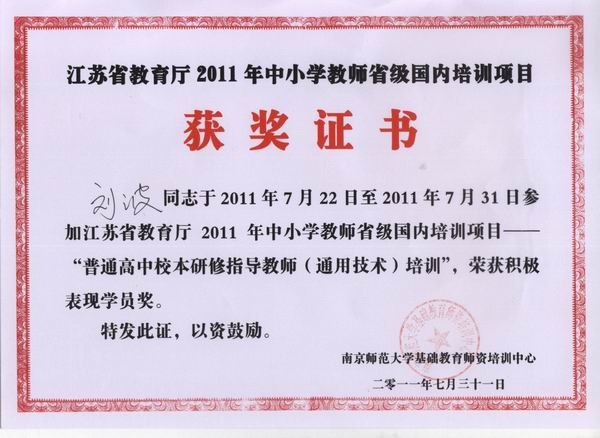 江苏省教育厅2011年中小学教师省级国内培训项目
获奖证书
刘波同志于2011年7月22日至2011年7月31日参
加江苏省教育厅 2011 年中小学教师省级国内培训项目——
“普通高中校本研修指导教师（通用技术）培训”，荣获积极
表现学员奖。
特发此证，以资鼓励。
南京师范大学基础教育师资培训中心
二〇一一年七月三十一日